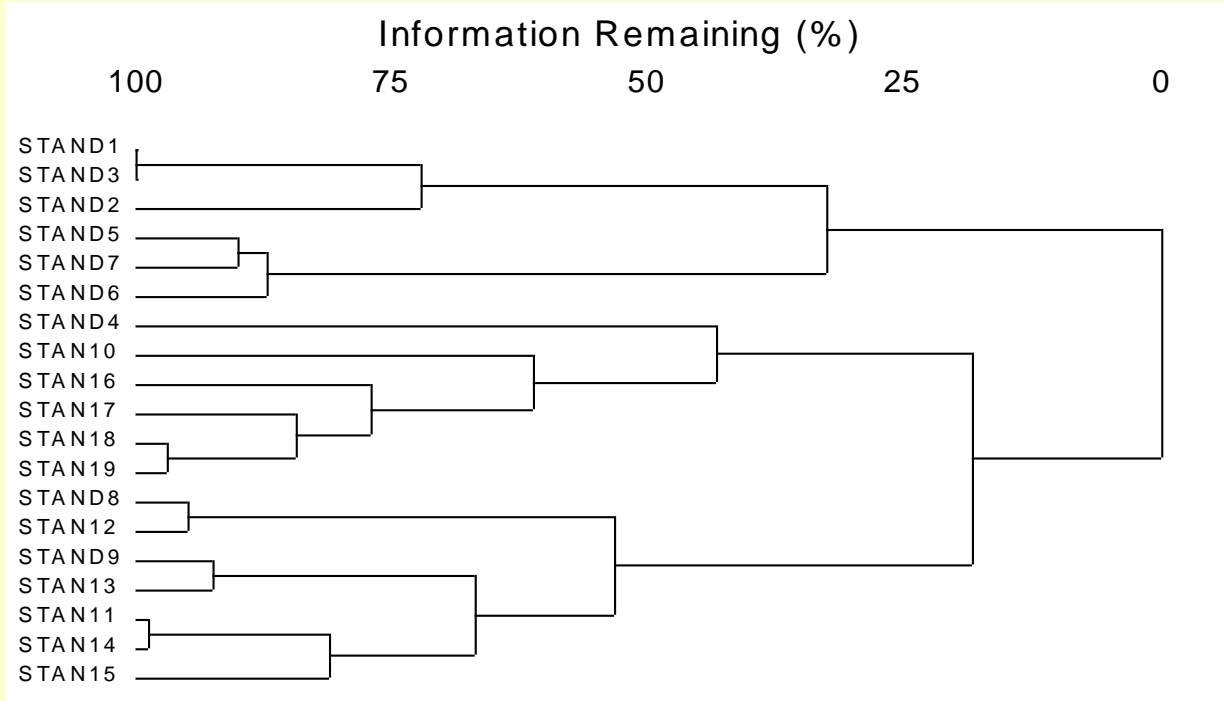 Information Remaining (%)
100 75 50 25 0
STAND1
STAND3
STAND2
STAND5
STAND7
STAND6
STAND4
STAN10
STAN16
STAN17
STAN18
STAN19
STAND8
STAN12
STAND9
STAN13
STAN11
STAN14
STAN15